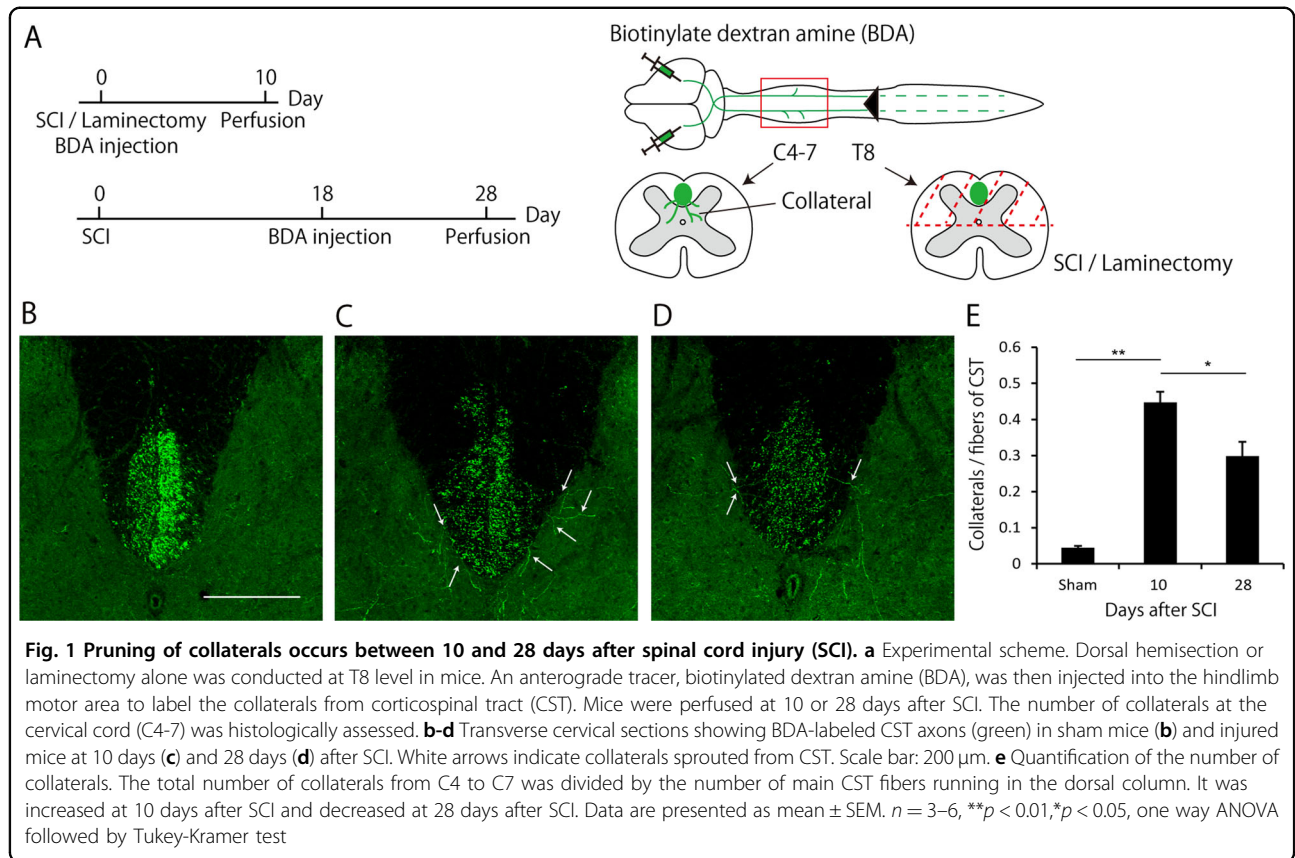 A
Biotinylate dextran amine (BDA)
0 10
Day
SCI / Laminectomy Perfusion
BDA injection
C4-7 T8
0 18 28
Day
SCI BDA injection Perfusion
Collateral
SCI / Laminectomy
B C D E
0.6
0.5
0.4
0.3
0.2
0.1
0
Collaterals / fibers of CST
** *
Sham 10 28
Days after SCI
Fig. 1 Pruning of collaterals occurs between 10 and 28 days after spinal cord injury (SCI). a Experimental scheme. Dorsal hemisection or
laminectomy alone was conducted at T8 level in mice. An anterograde tracer, biotinylated dextran amine (BDA), was then injected into the hindlimb
motor area to label the collaterals from corticospinal tract (CST). Mice were perfused at 10 or 28 days after SCI. The number of collaterals at the
cervical cord (C4-7) was histologically assessed. b-d Transverse cervical sections showing BDA-labeled CST axons (green) in sham mice (b) and injured
mice at 10 days (c) and 28 days (d) after SCI. White arrows indicate collaterals sprouted from CST. Scale bar: 200 μm. e Quantification of the number of
collaterals. The total number of collaterals from C4 to C7 was divided by the number of main CST fibers running in the dorsal column. It was
increased at 10 days after SCI and decreased at 28 days after SCI. Data are presented as mean ± SEM. n = 3–6, **p < 0.01,*p < 0.05, one way ANOVA
followed by Tukey-Kramer test